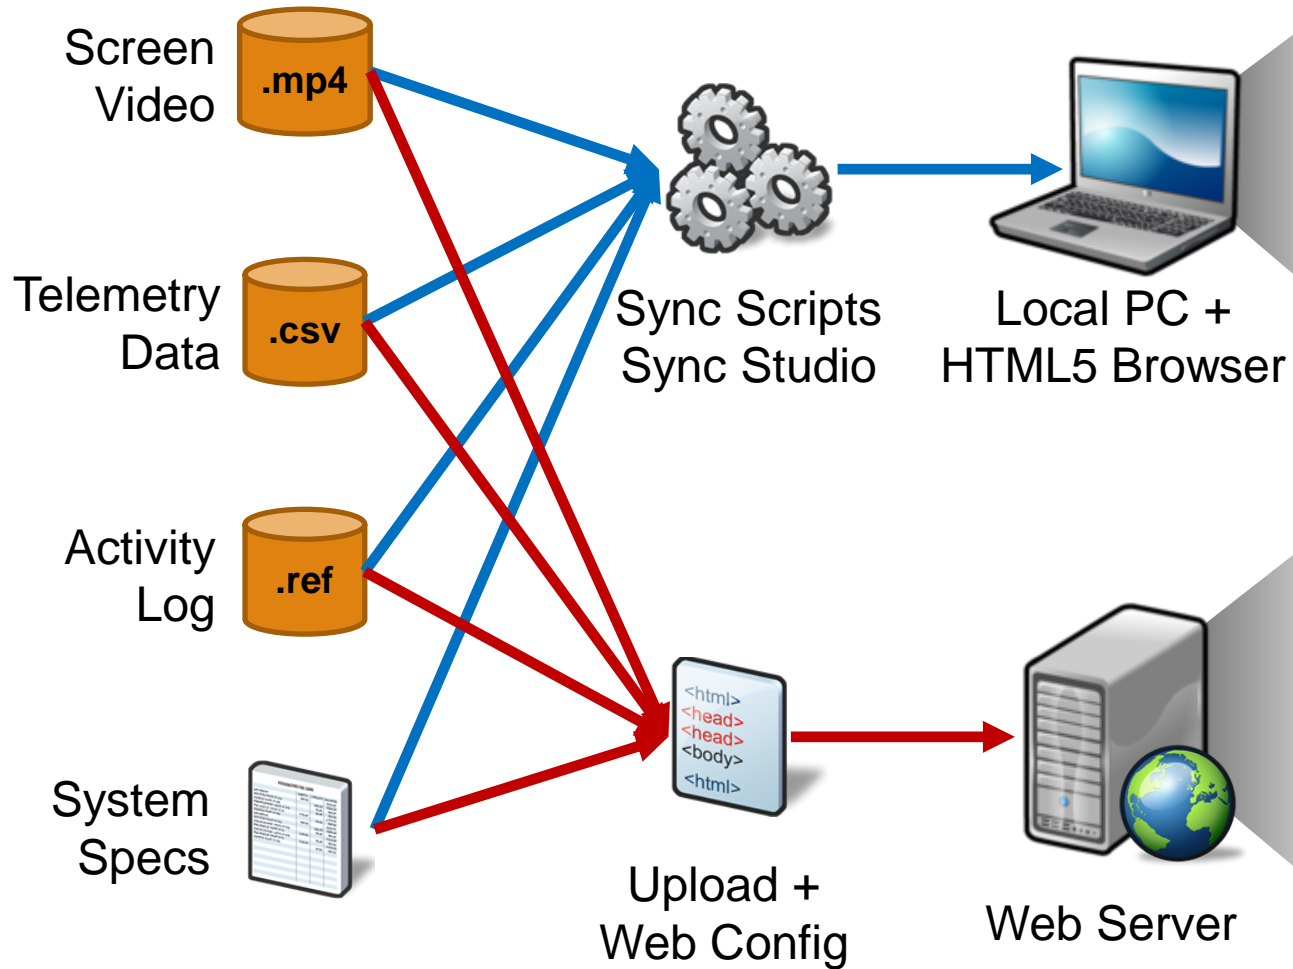 Screen
Video
.mp4
Telemetry
Data
.csv
Activity
Log
.ref
System
Specs
Sync Scripts
Sync Studio
Local PC +
HTML5 Browser
<html>
<head>
<head>
<body>
<html>
Upload +
Web Config
Web Server